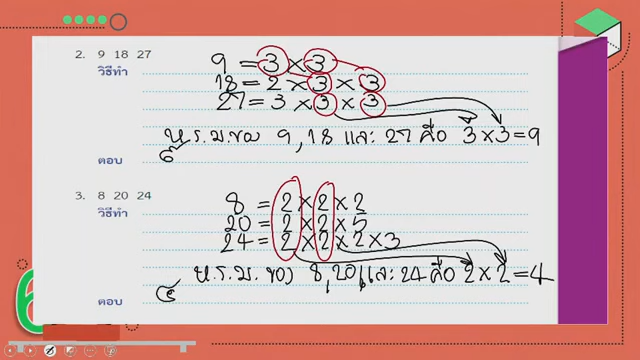 2. 9 18 27
วิธีทำ
9 = 3 × 3
18 = 2 × 3 × 3
27 = 3 × 3 × 3
ห.ร.ม.ของ 9, 18 และ 27 คือ 3 × 3 = 9
ตอบ ๙
3. 8 20 24
วิธีทำ
8 = 2 × 2 × 2
20 = 2 × 2 × 5
24 = 2 × 2 × 2 × 3
ห.ร.ม. ของ 8, 20, และ 24 คือ 2 × 2 = 4
ตอบ ๔